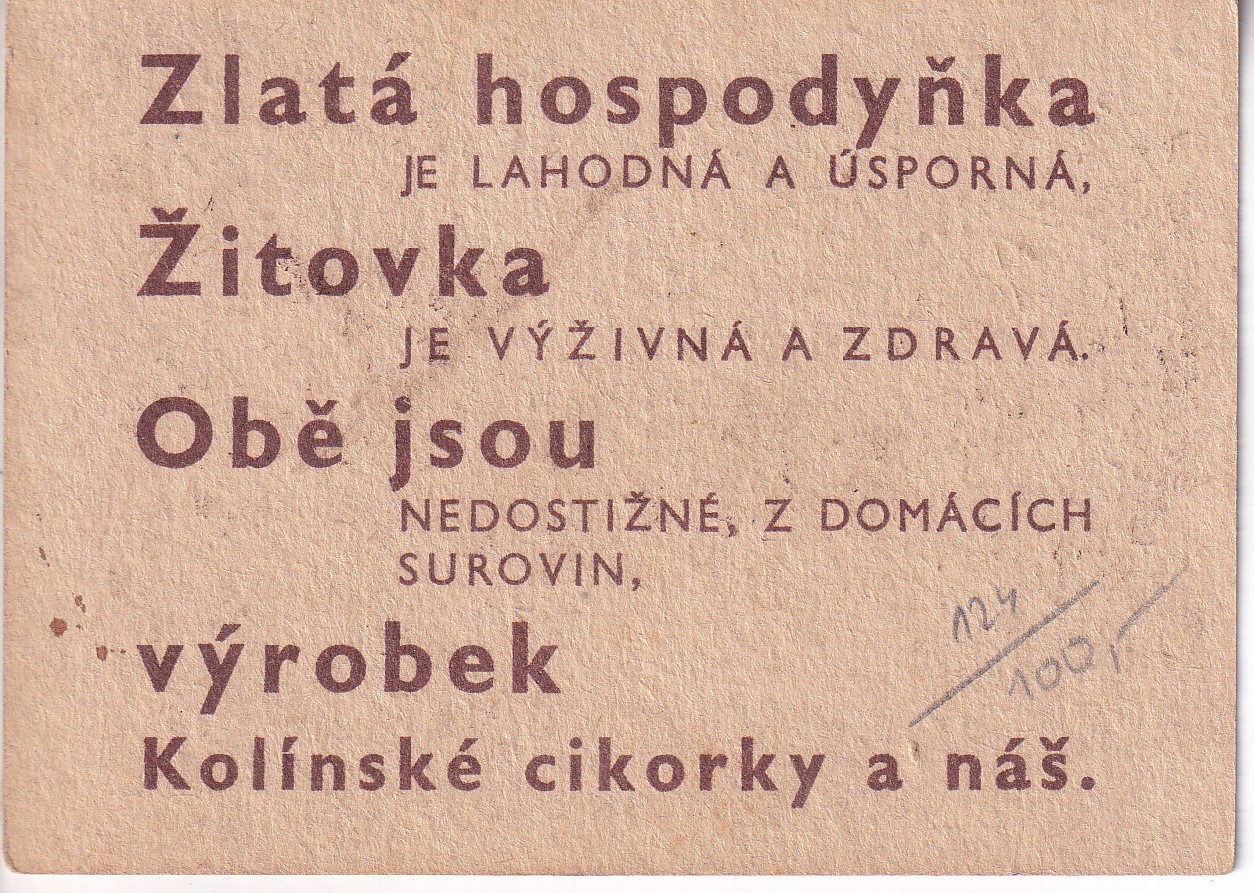 Zlatá hospodyňka
JE LAHODNÁ A ÚSPORNÁ,
Žitovka
JE VÝŽIVNÁ A ZDRAVÁ.
Obě jsou
NEDOSTIŽNÉ, Z DOMÁCÍCH
SUROVIN,
124
100,-
výrobek
Kolínské cikorky a náš.